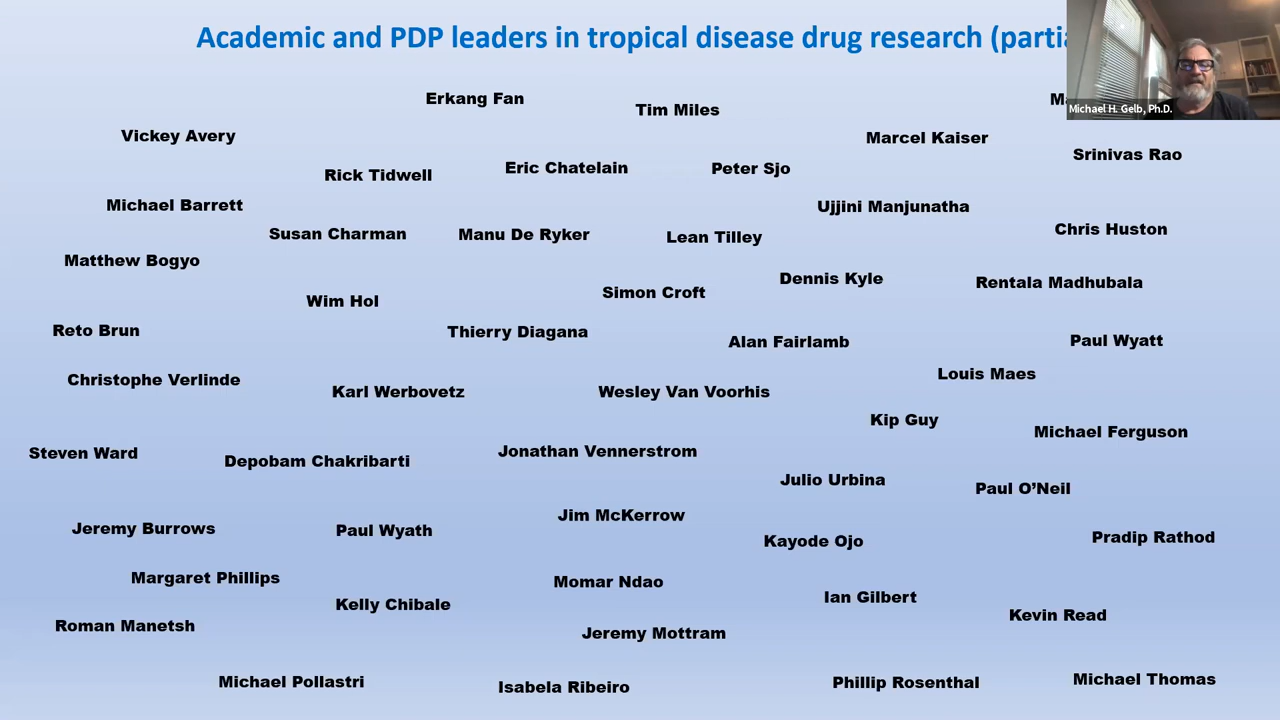 Academic and PDP leaders in tropical disease drug research
Erkang Fan
Tim Miles
Michael H. Gelb, Ph.D.
Vickey Avery
Marcel Kaiser
Srinivas Rao
Rick Tidwell
Eric Chatelain
Peter Sjo
Michael Barrett
Ujjini Manjunatha
Susan Charman
Manu De Ryker
Lean Tilley
Chris Huston
Matthew Bogyo
Dennis Kyle
Rentala Madhubala
Wim Hol
Simon Croft
Reto Brun
Thierry Diagana
Alan Fairlamb
Paul Wyatt
Christophe Verlinde
Karl Werbovetz
Wesley Van Voorhis
Louis Maes
Kip Guy
Michael Ferguson
Steven Ward
Depobam Chakribarti
Jonathan Vennerstrom
Julio Urbina
Paul O’Neil
Jeremy Burrows
Paul Wyath
Jim McKerrow
Kayode Ojo
Pradip Rathod
Margaret Phillips
Momar Ndao
Ian Gilbert
Kelly Chibale
Kevin Read
Roman Manetsh
Jeremy Mottram
Michael Pollastri
Isabela Ribeiro
Phillip Rosenthal
Michael Thomas